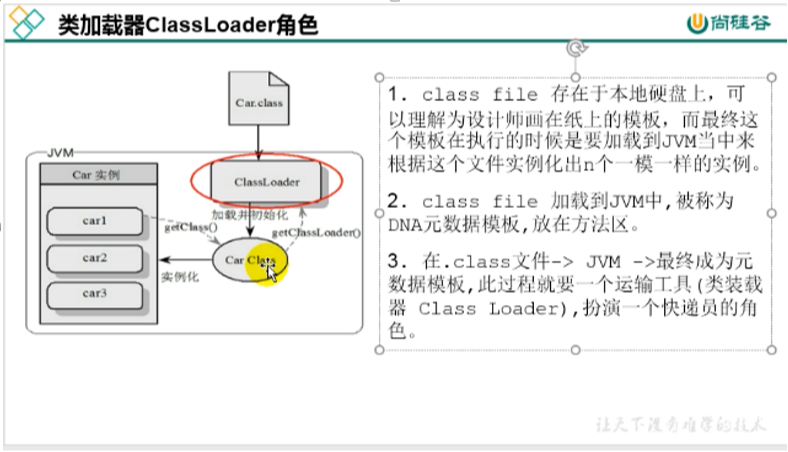 类加载器ClassLoader角色
尚硅谷
Car.class
JVM
Car 实例
ClassLoader
加载并初始化
car1
getClass()
getClassLoader()
car2
Car Class
实例化
car3
1. class file 存在于本地硬盘上，可
以理解为设计师画在纸上的模板，而最终这
个模板在执行的时候是要加载到JVM当中来
根据这个文件实例化出n个一模一样的实例。
2. class file 加载到JVM中,被称为
DNA元数据模板,放在方法区。
3. 在.class文件-> JVM ->最终成为元
数据模板,此过程就要一个运输工具(类装载
器 Class Loader),扮演一个快递员的角
色。
让天下没有难学的技术